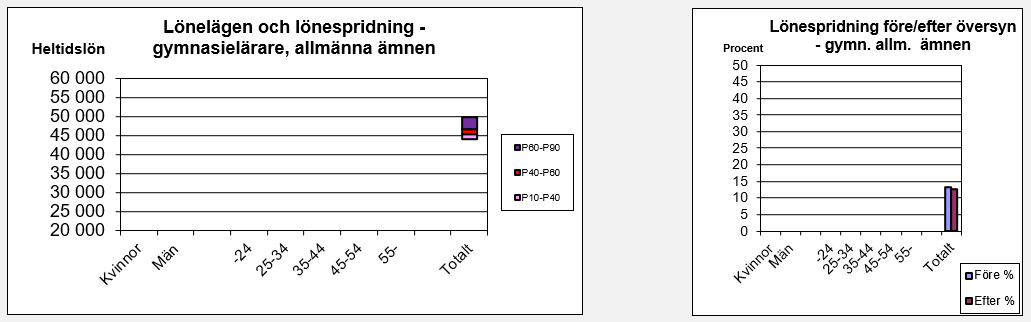 Lönelägen och lönespridning -
gymnasielärare, allmänna ämnen
Heltidslön
60 000
55 000
50 000
45 000
40 000
35 000
30 000
25 000
20 000
Kvinnor
Män
-24
25-34
35-44
45-54
55-
Totalt
P60-P90
P40-P60
P10-P40
Lönespridning före/efter översyn
- gymn. allm. ämnen
Procent
50
45
40
35
30
25
20
15
10
5
0
Kvinnor
Män
-24
25-34
35-44
45-54
55-
Totalt
Före %
Efter %